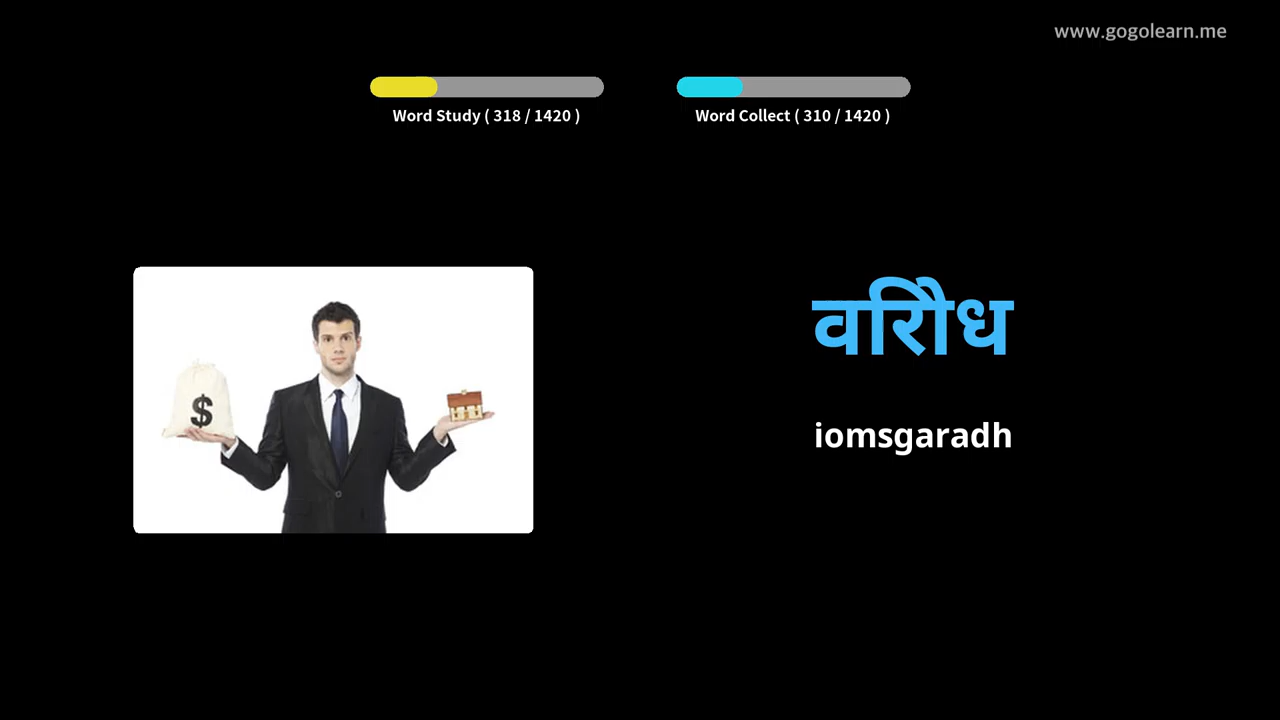 www.gogolearn.me
Word Study ( 318 / 1420 )
Word Collect ( 310 / 1420 )
$
वरिोध
iomsgaradh